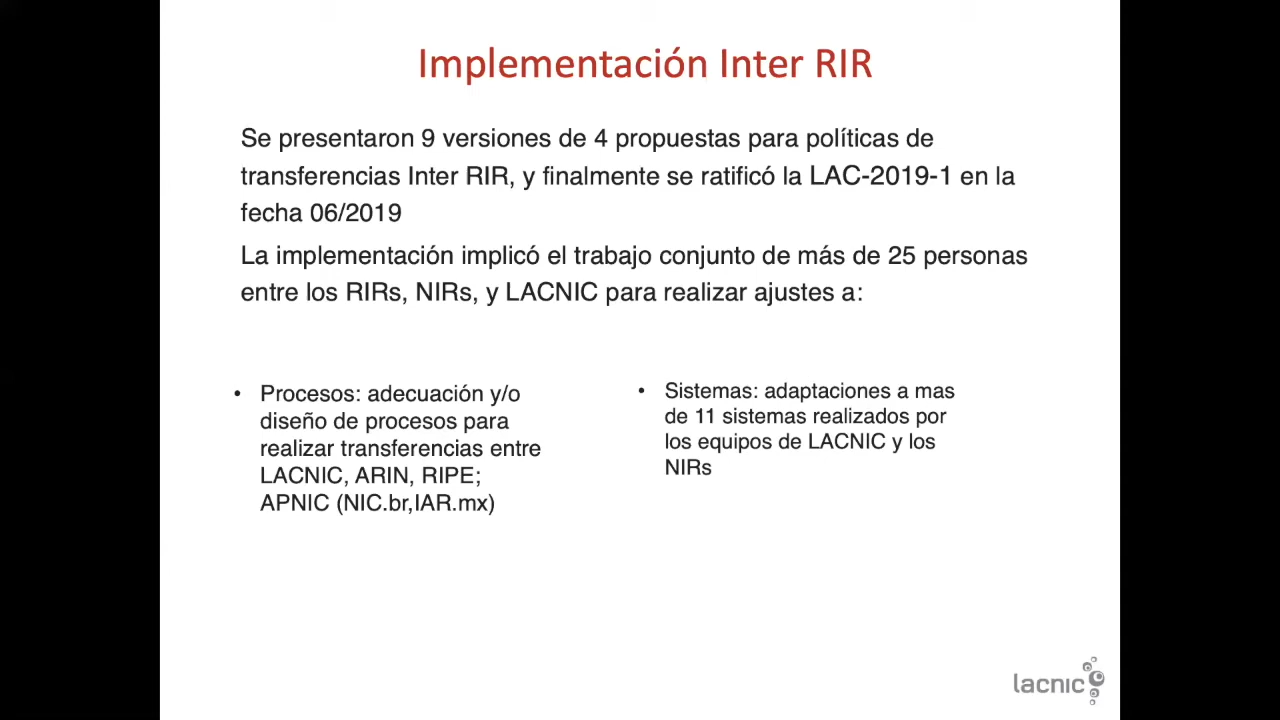 Implementación Inter RIR
Se presentaron 9 versiones de 4 propuestas para políticas de
transferencias Inter RIR, y finalmente se ratificó la LAC-2019-1 en la
fecha 06/2019
La implementación implicó el trabajo conjunto de más de 25 personas
entre los RIRs, NIRs, y LACNIC para realizar ajustes a:
• Procesos: adecuación y/o
diseño de procesos para
realizar transferencias entre
LACNIC, ARIN, RIPE;
APNIC (NIC.br,IAR.mx)
• Sistemas: adaptaciones a mas
de 11 sistemas realizados por
los equipos de LACNIC y los
NIRs
lacnic